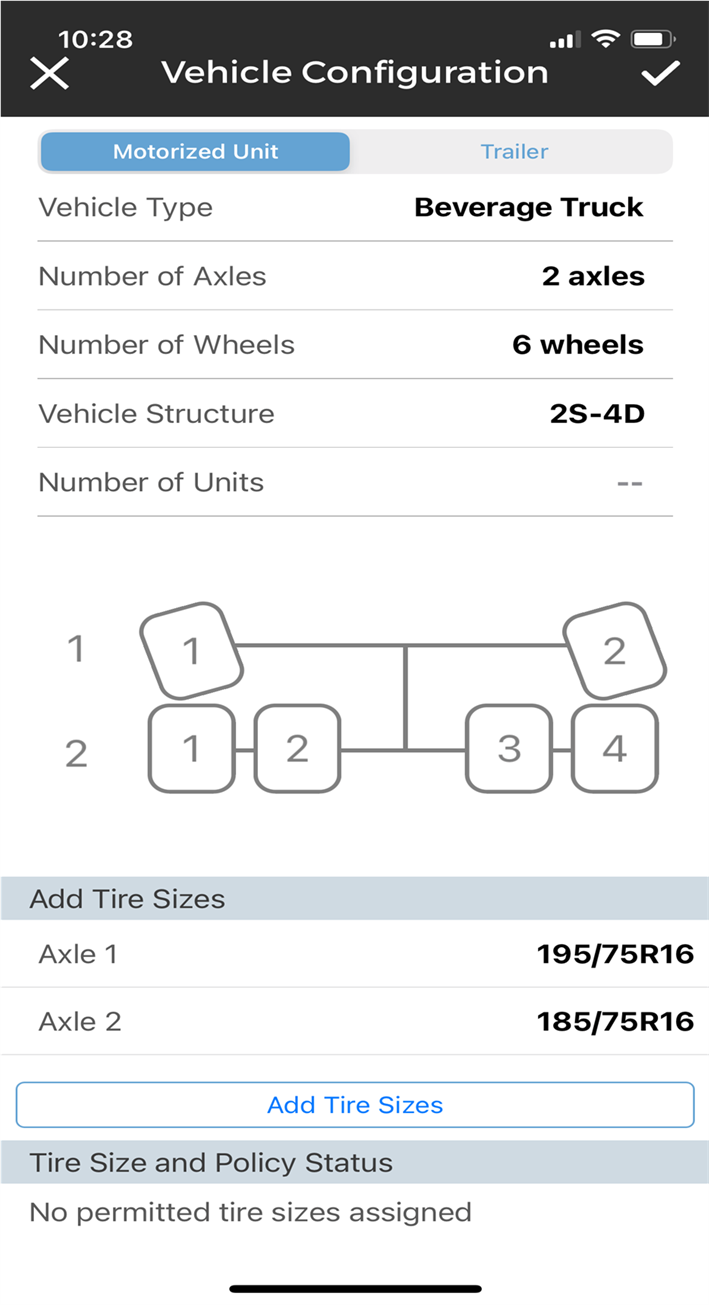 10:28
Vehicle Configuration
Motorized Unit Trailer
Vehicle Type Beverage Truck
Number of Axles 2 axles
Number of Wheels 6 wheels
Vehicle Structure 2S-4D
Number of Units --
1 1 2
2 1 2 3 4
Add Tire Sizes
Axle 1 195/75R16
Axle 2 185/75R16
Add Tire Sizes
Tire Size and Policy Status
No permitted tire sizes assigned